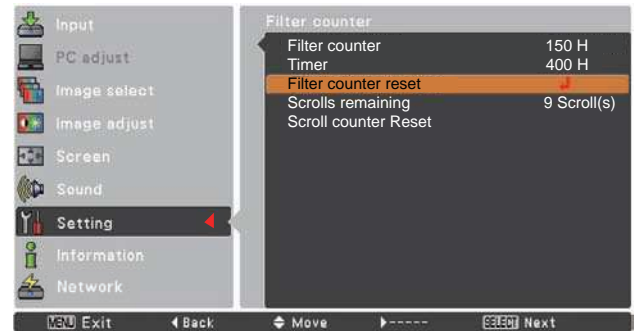 Input
PC adjust
Image select
Image adjust
Screen
Sound
Setting
Information
Network
Filter counter
Filter counter 150 H
Timer 400 H
Filter counter reset
Scrolls remaining 9 Scroll(s)
Scroll counter Reset
MENU Exit Back Move ----- SELECT Next